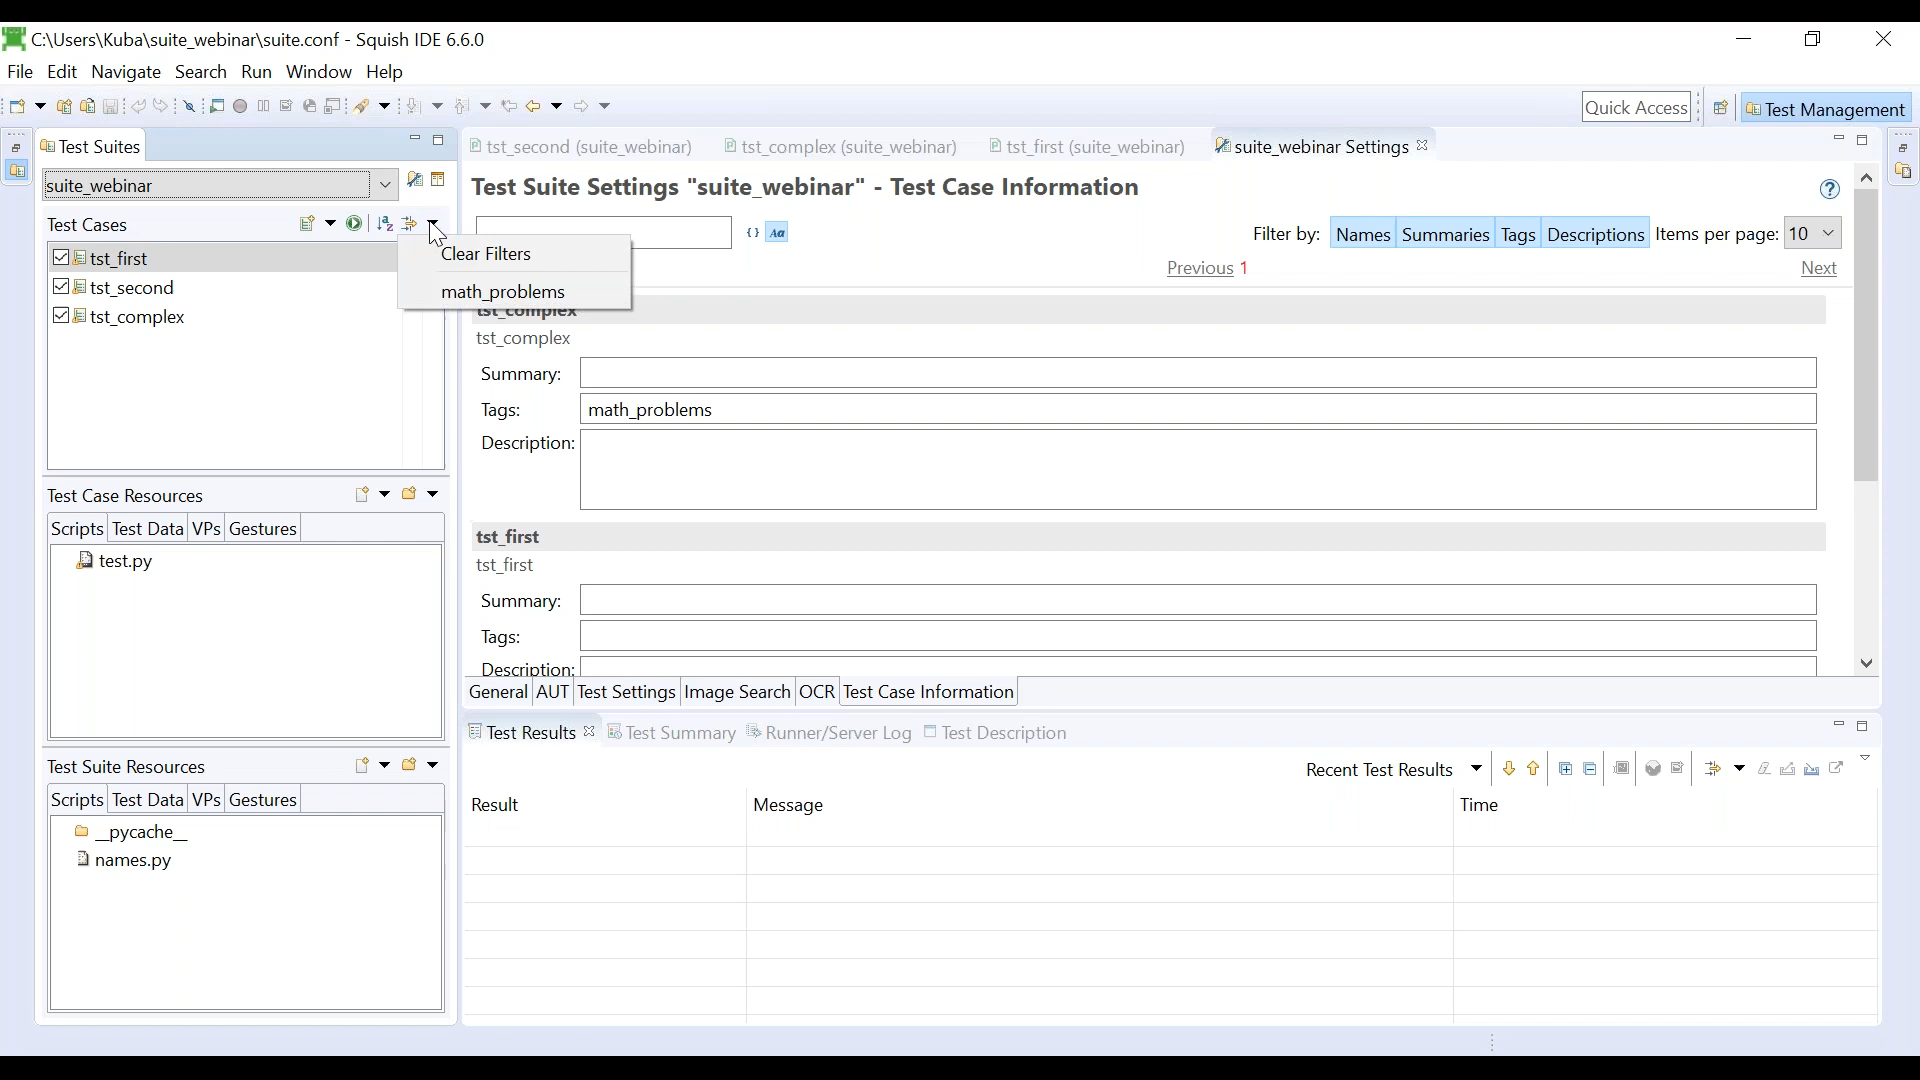 C:\Users\Kuba\suite_webinar\suite.conf - Squish IDE 6.6.0
File Edit Navigate Search Run Window Help
Quick Access
Test Management
Test Suites
tst_second (suite_webinar) tst_complex (suite_webinar) tst_first (suite_webinar) suite_webinar Settings
suite_webinar
Test Suite Settings "suite_webinar" - Test Case Information
Test Cases
{} Aa
Filter by: Names Summaries Tags Descriptions Items per page: 10
Clear Filters
math_problems
Previous 1 Next
tst_first
tst_second
tst_complex
tst_complex
tst_complex
Summary:
Tags: math_problems
Description:
Test Case Resources
Scripts Test Data VPs Gestures
test.py
tst_first
tst_first
Summary:
Tags:
Description:
General AUT Test Settings Image Search OCR Test Case Information
Test Results Test Summary Runner/Server Log Test Description
Recent Test Results
Result Message Time
Test Suite Resources
Scripts Test Data VPs Gestures
__pycache__
names.py